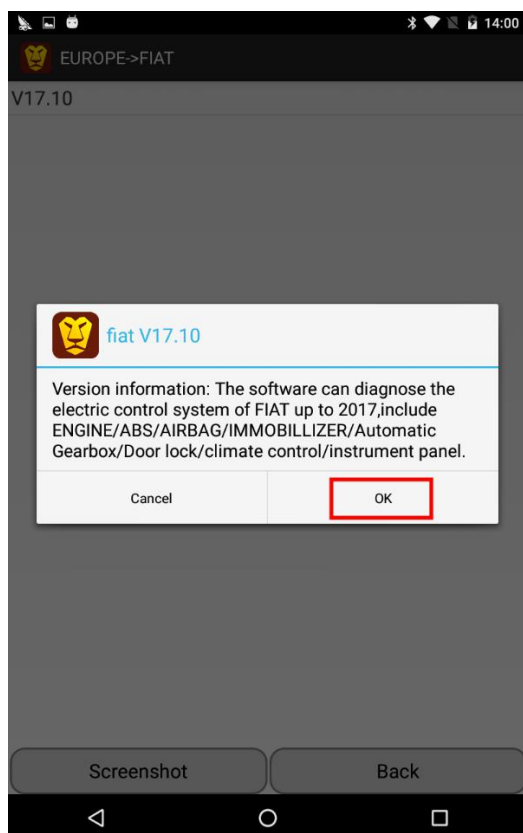 14:00
EUROPE->FIAT
V17.10
fiat V17.10
Version information: The software can diagnose the
electric control system of FIAT up to 2017,include
ENGINE/ABS/AIRBAG/IMMOBILLIZER/Automatic
Gearbox/Door lock/climate control/instrument panel.
Cancel
OK
Screenshot
Back